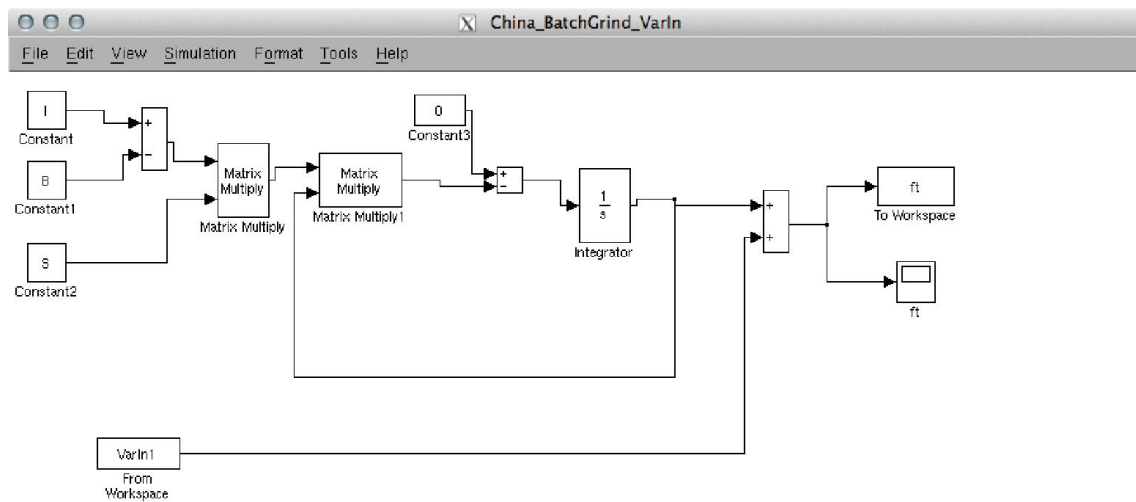 X China_BatchGrind_VarIn
File Edit View Simulation Format Tools Help
I
Constant
+
−
B
Constant1
S
Constant2
Matrix
Multiply
Matrix Multiply
Matrix
Multiply
Matrix Multiply1
0
Constant3
+
−
1
s
Integrator
+
+
ft
To Workspace
ft
VarIn1
From
Workspace